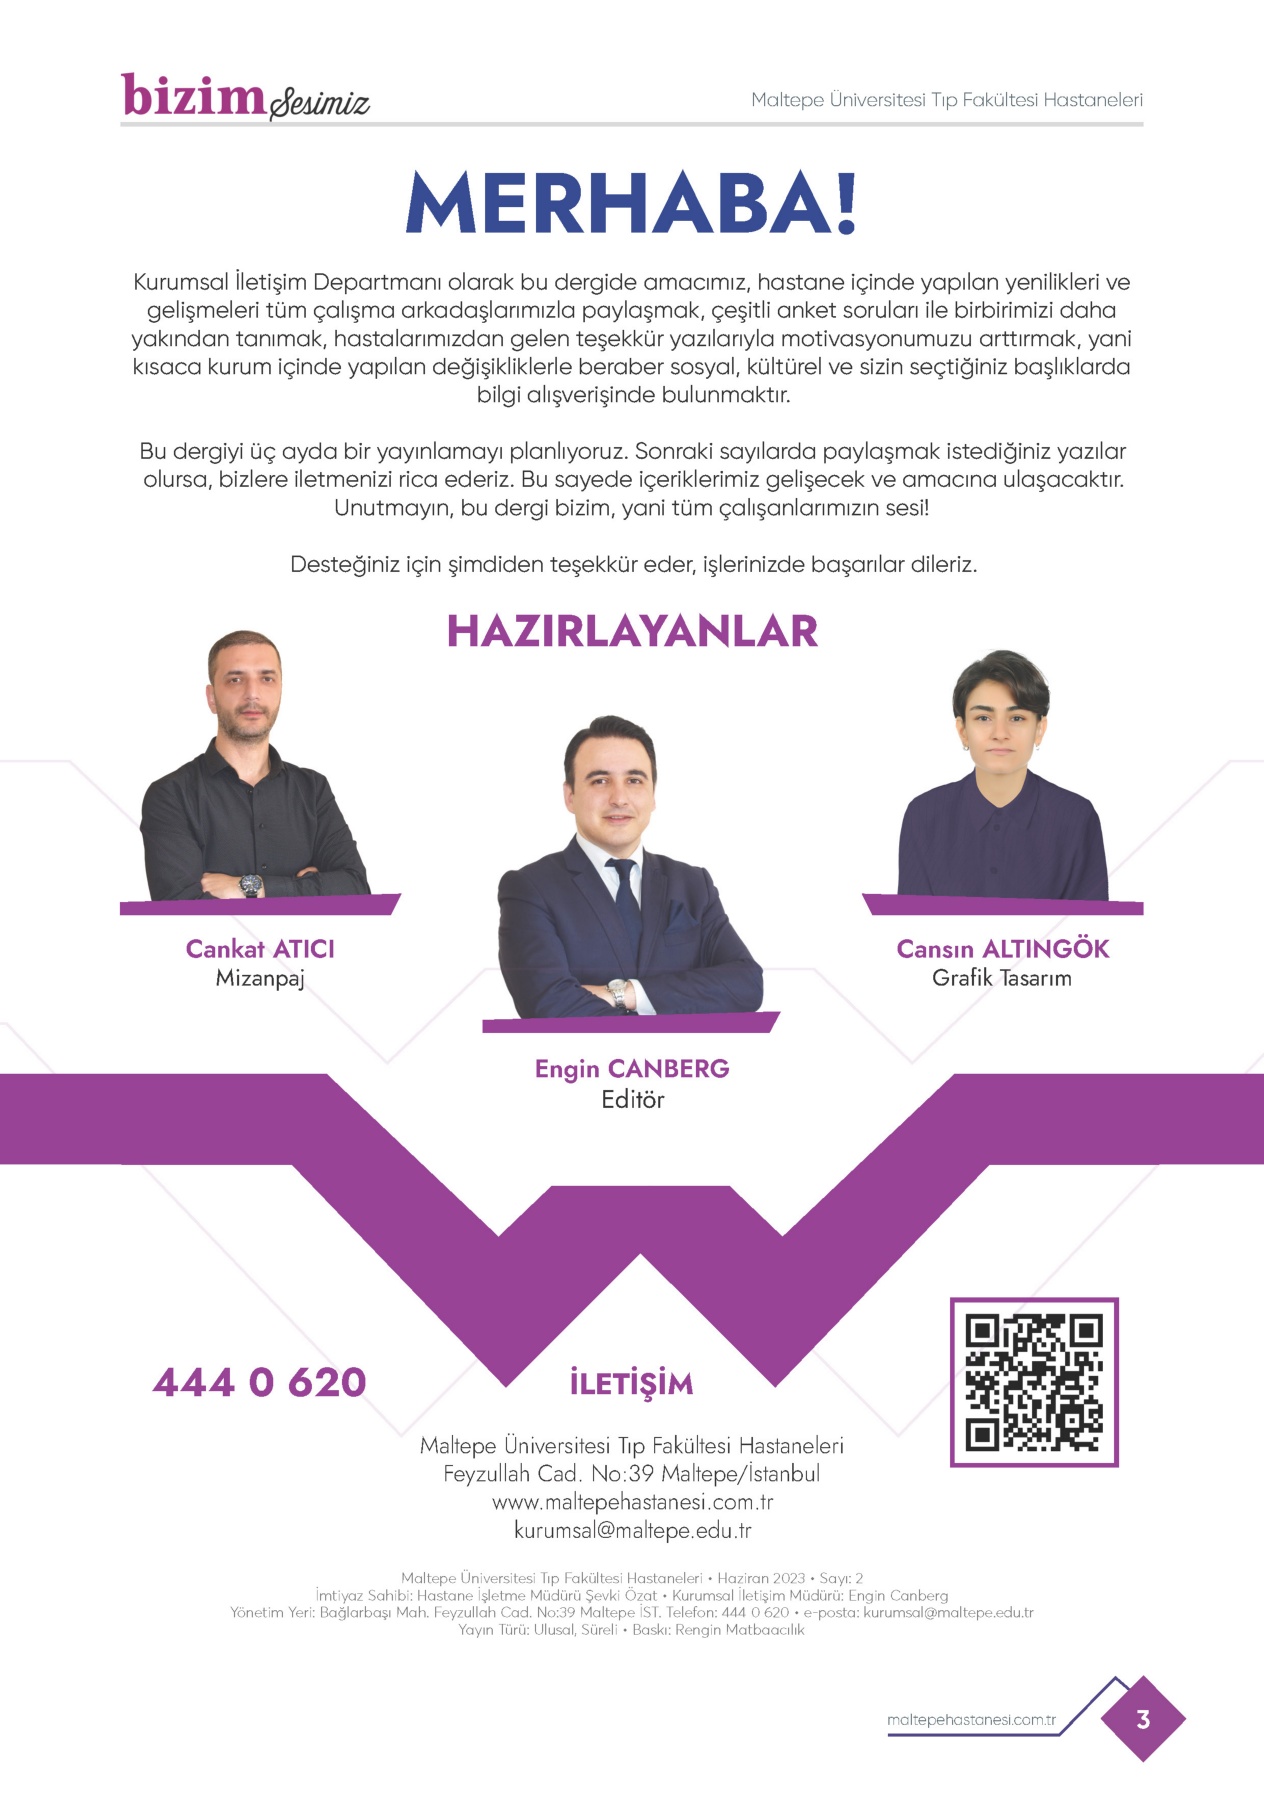 bizim Sesimiz
Maltepe Üniversitesi Tıp Fakültesi Hastaneleri
MERHABA!
Kurumsal İletişim Departmanı olarak bu dergide amacımız, hastane içinde yapılan yenilikleri ve
gelişmeleri tüm çalışma arkadaşlarımızla paylaşmak, çeşitli anket soruları ile birbirimizi daha
yakından tanımak, hastalarımızdan gelen teşekkür yazılarıyla motivasyonumuzu arttırmak, yani
kısaca kurum içinde yapılan değişikliklerle beraber sosyal, kültürel ve sizin seçtiğiniz başlıklarda
bilgi alışverişinde bulunmaktır.
Bu dergiyi üç ayda bir yayınlamayı planlıyoruz. Sonraki sayılarda paylaşmak istediğiniz yazılar
olursa, bizlere iletmenizi rica ederiz. Bu sayede içeriklerimiz gelişecek ve amacına ulaşacaktır.
Unutmayın, bu dergi bizim, yani tüm çalışanlarımızın sesi!
Desteğiniz için şimdiden teşekkür eder, işlerinizde başarılar dileriz.
HAZIRLAYANLAR
Cankat ATICI
Mizanpaj
Cansın ALTINGÖK
Grafik Tasarım
Engin CANBERG
Editör
444 0 620
İLETİŞİM
Maltepe Üniversitesi Tıp Fakültesi Hastaneleri
Feyzullah Cad. No:39 Maltepe/İstanbul
www.maltepehastanesi.com.tr
kurumsal@maltepe.edu.tr
Maltepe Üniversitesi Tıp Fakültesi Hastaneleri • Haziran 2023 • Sayı: 2
İmtiyaz Sahibi: Hastane İşletme Müdürü Şevki Özat • Kurumsal İletişim Müdürü: Engin Canberg
Yönetim Yeri: Bağlarbaşı Mah. Feyzullah Cad. No:39 Maltepe İST. Telefon: 444 0 620 • e-posta: kurumsal@maltepe.edu.tr
Yayın Türü: Ulusal, Süreli • Baskı: Rengin Matbaacılık
maltepehastanesi.com.tr
3